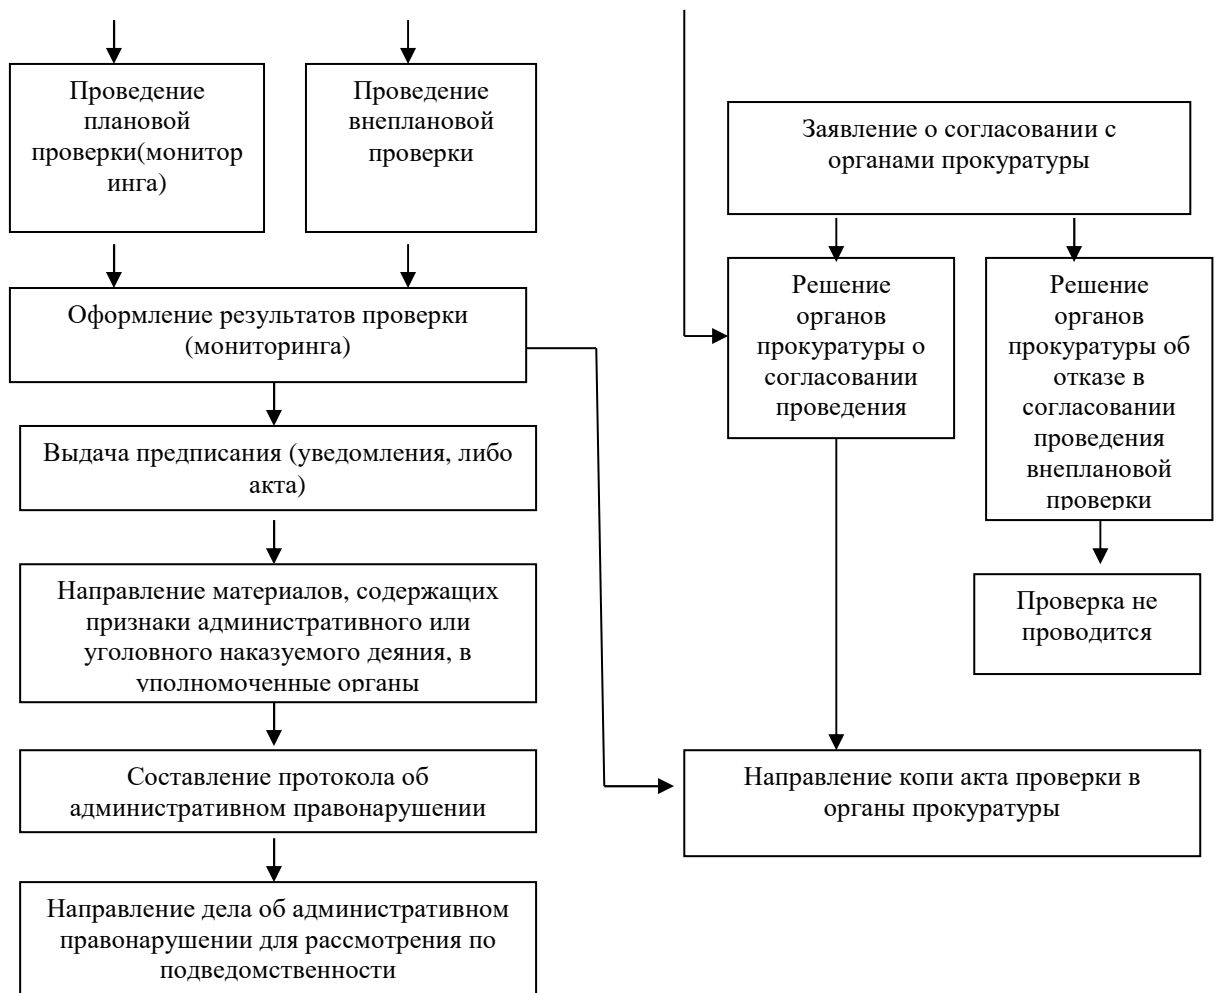 Проведение
плановой
проверки(монитор
инга)
Проведение
внеплановой
проверки
Заявление о согласовании с
органами прокуратуры
Решение
органов
прокуратуры о
согласовании
проведения
Решение
органов
прокуратуры об
отказе в
согласовании
проведения
внеплановой
проверки
Оформление результатов проверки
(мониторинга)
Выдача предписания (уведомления, либо
акта)
Направление материалов, содержащих
признаки административного или
уголовного наказуемого деяния, в
уполномоченные органы
Проверка не
проводится
Составление протокола об
административном правонарушении
Направление копи акта проверки в
органы прокуратуры
Направление дела об административном
правонарушении для рассмотрения по
подведомственности